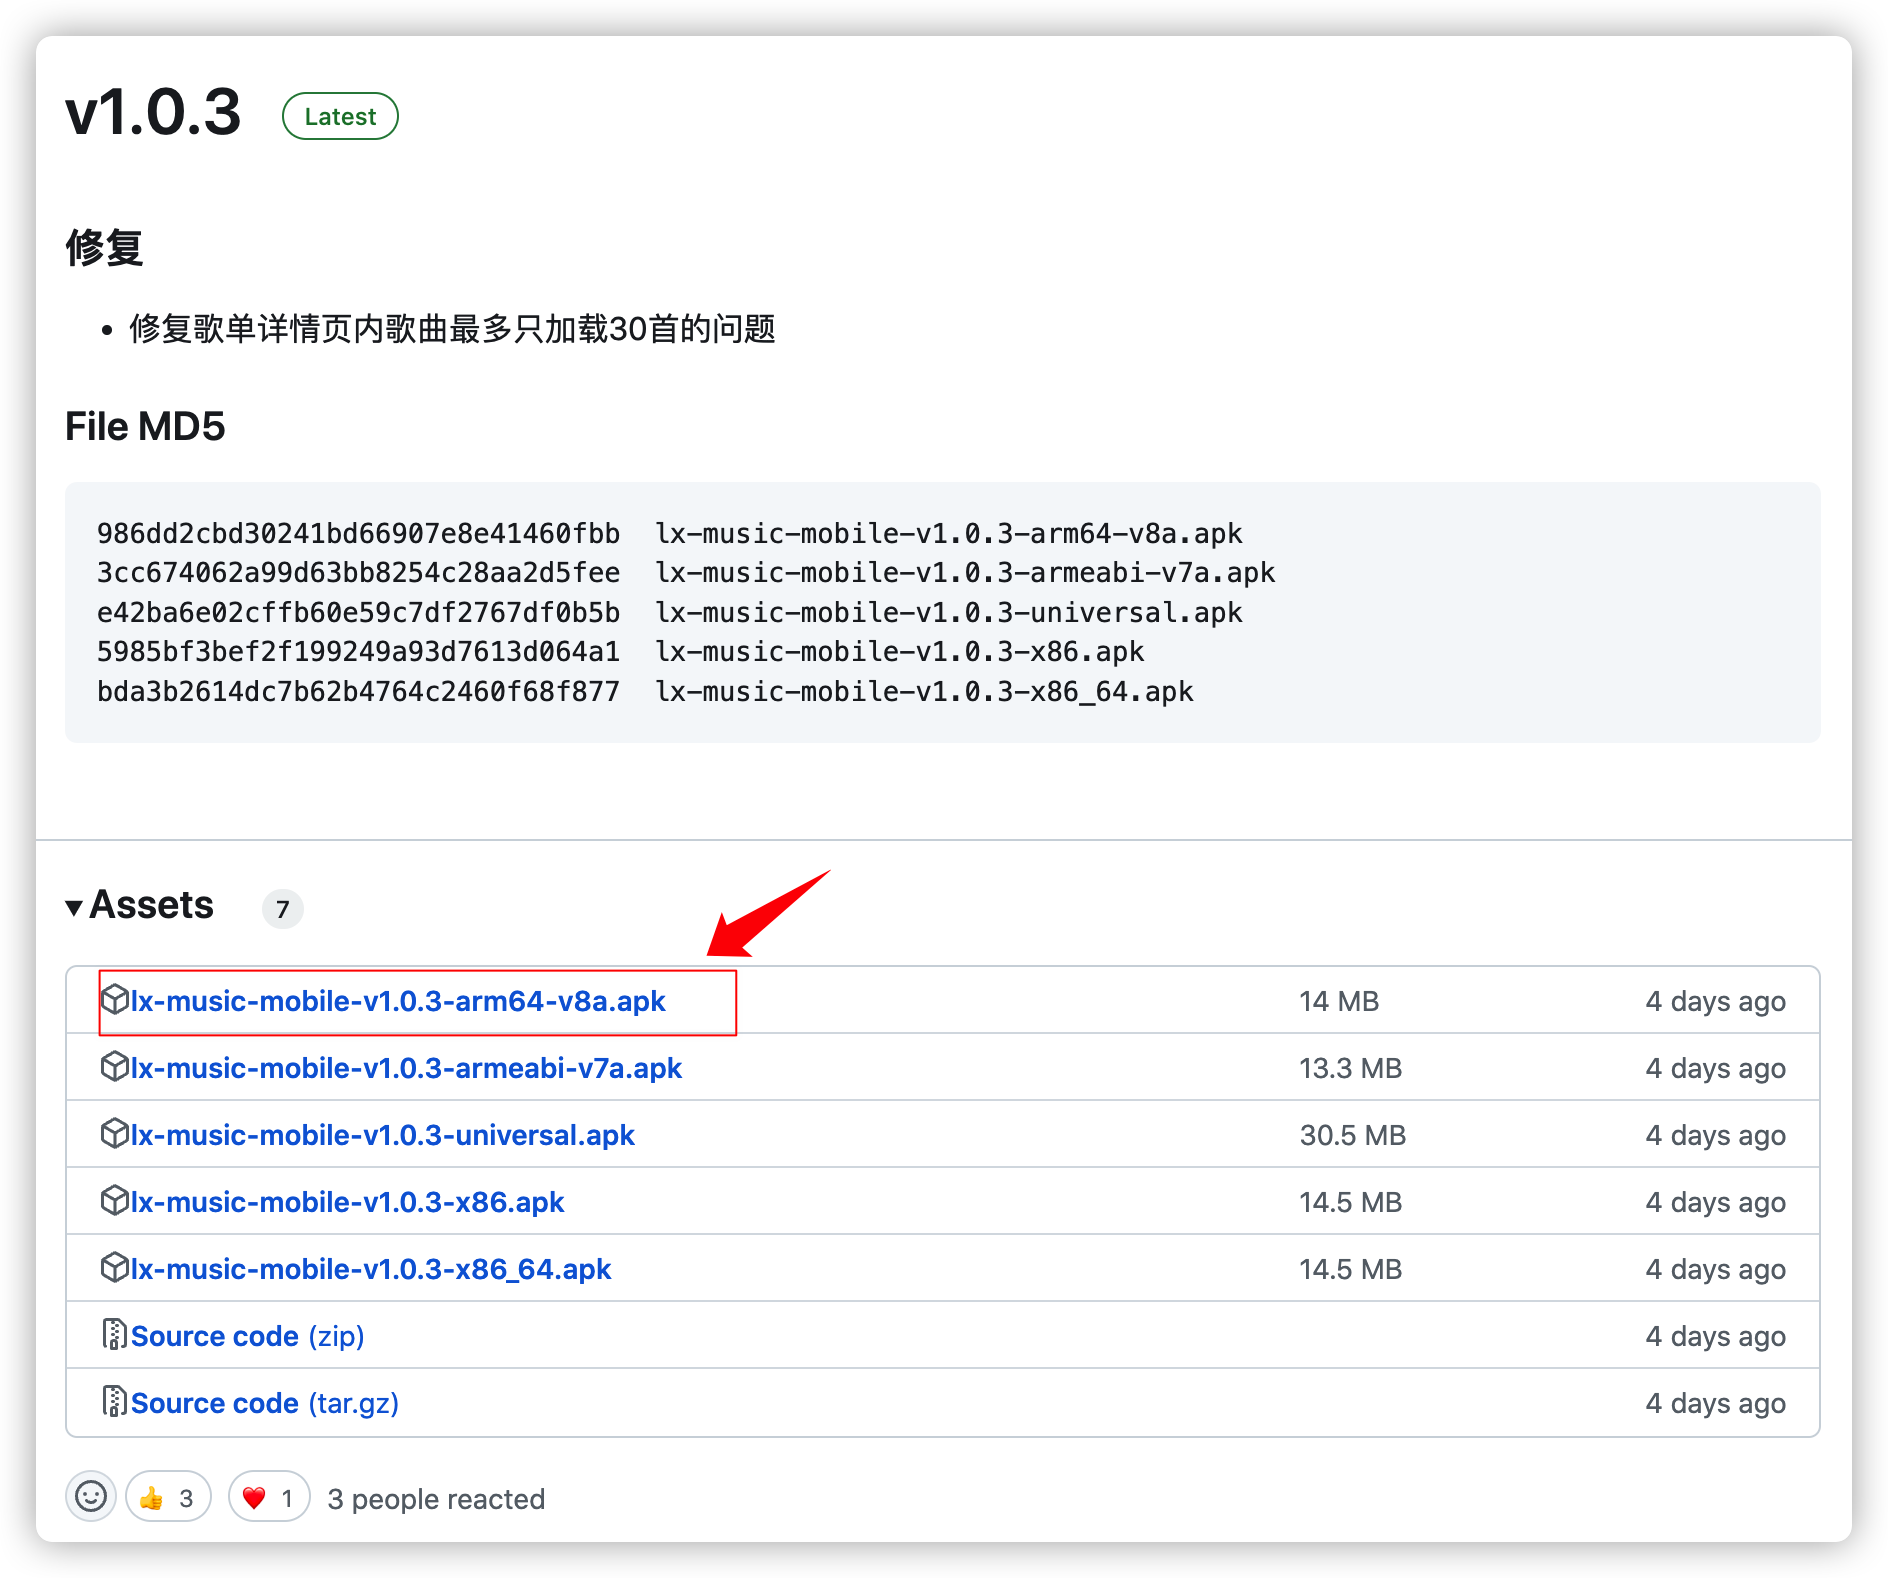 v1.0.3 Latest
修复
• 修复歌单详情页内歌曲最多只加载30首的问题
File MD5
986dd2cbd30241bd66907e8e41460fbb lx-music-mobile-v1.0.3-arm64-v8a.apk
3cc674062a99d63bb8254c28aa2d5fee lx-music-mobile-v1.0.3-armeabi-v7a.apk
e42ba6e02cffb60e59c7df2767df0b5b lx-music-mobile-v1.0.3-universal.apk
5985bf3bef2f199249a93d7613d064a1 lx-music-mobile-v1.0.3-x86.apk
bda3b2614dc7b62b4764c2460f68f877 lx-music-mobile-v1.0.3-x86_64.apk
Assets 7
lx-music-mobile-v1.0.3-arm64-v8a.apk 14 MB 4 days ago
lx-music-mobile-v1.0.3-armeabi-v7a.apk 13.3 MB 4 days ago
lx-music-mobile-v1.0.3-universal.apk 30.5 MB 4 days ago
lx-music-mobile-v1.0.3-x86.apk 14.5 MB 4 days ago
lx-music-mobile-v1.0.3-x86_64.apk 14.5 MB 4 days ago
Source code (zip) 4 days ago
Source code (tar.gz) 4 days ago
👍 3 ❤️ 1 3 people reacted